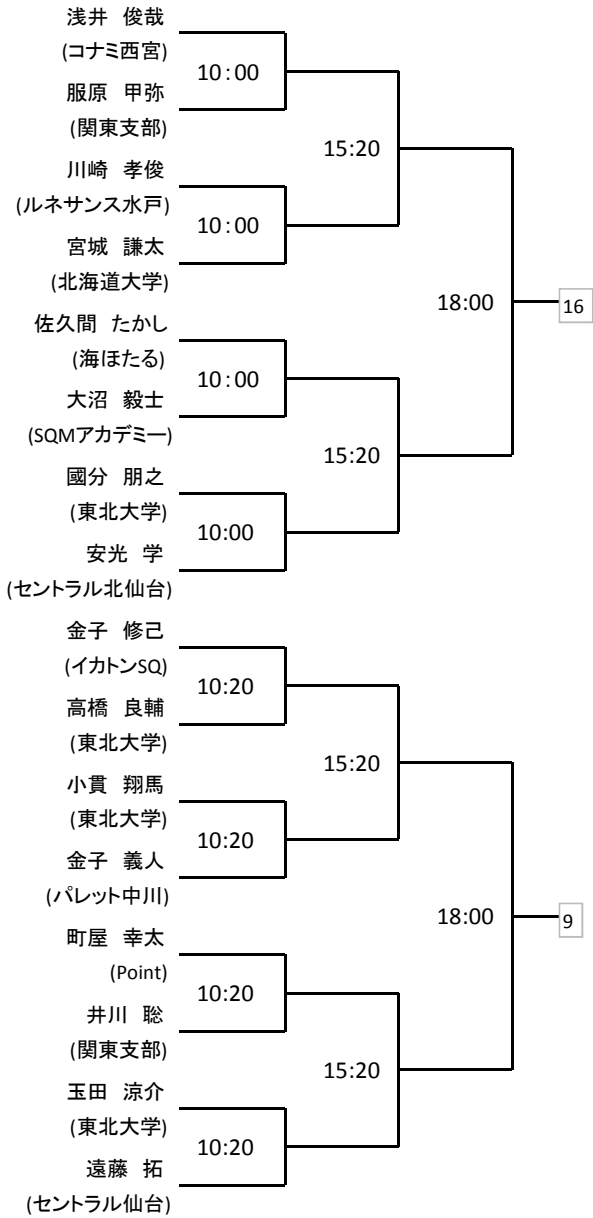 浅井　俊哉
(コナミ西宮)
10：00
服原　甲弥
(関東支部)
15:20
川崎　孝俊
(ルネサンス水戸)
10：00
宮城　謙太
(北海道大学)
18:00
16
佐久間　たかし
(海ほたる)
10：00
大沼　毅士
(SQMアカデミー)
15:20
國分　朋之
(東北大学)
10:00
安光　学
(セントラル北仙台)
金子　修己
(イカトンSQ)
10:20
高橋　良輔
(東北大学)
15:20
小貫　翔馬
(東北大学)
10:20
金子　義人
(パレット中川)
18:00
9
町屋　幸太
(Point)
10:20
井川　聡
(関東支部)
15:20
玉田　涼介
(東北大学)
10:20
遠藤　拓
(セントラル仙台)